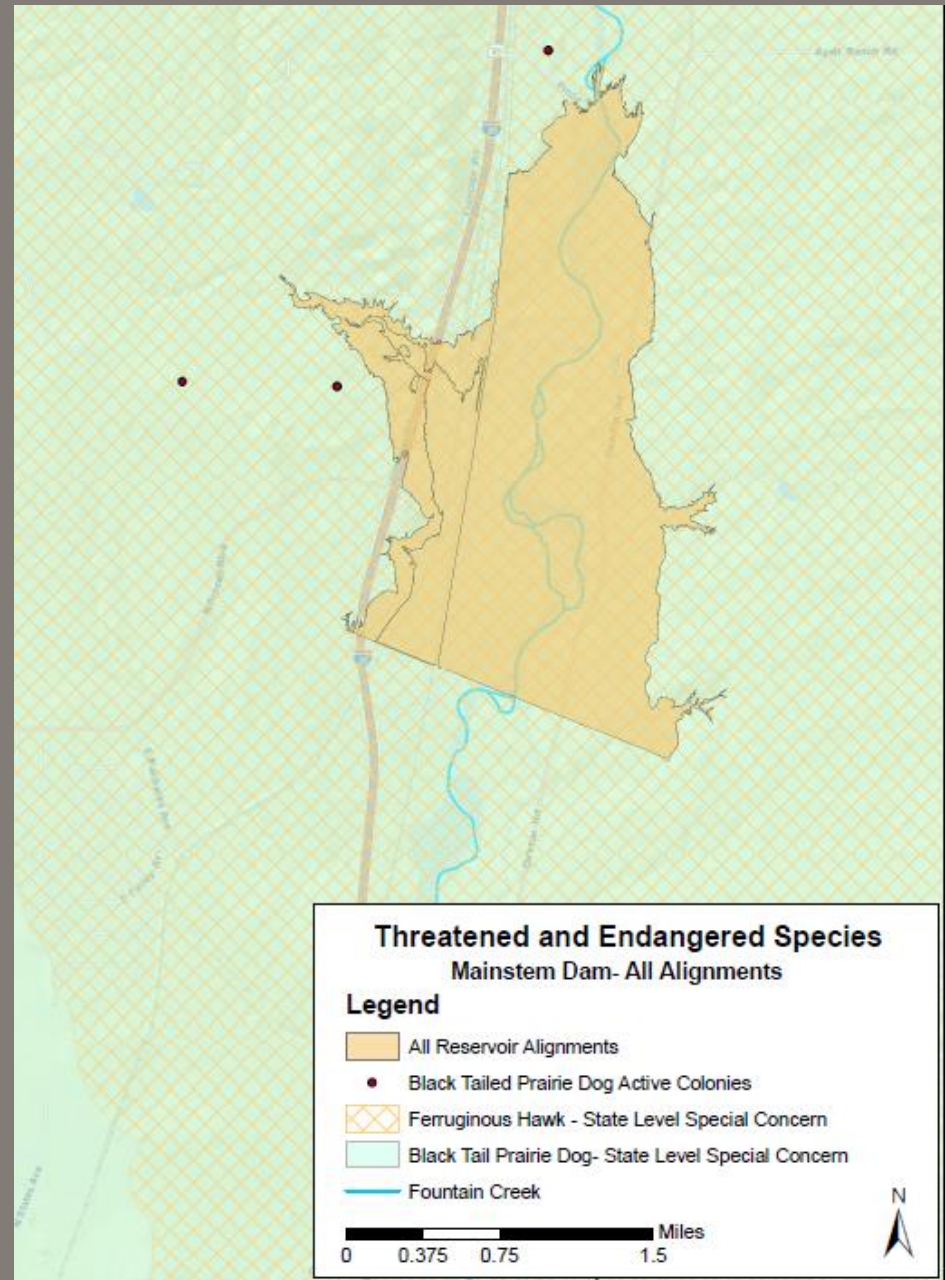 Threatened and Endangered Species
Mainstem Dam- All Alignments
Legend
All Reservoir Alignments
Black Tailed Prairie Dog Active Colonies
Ferruginous Hawk - State Level Special Concern
Black Tail Prairie Dog- State Level Special Concern
Fountain Creek
N
Miles
0 0.375 0.75 1.5